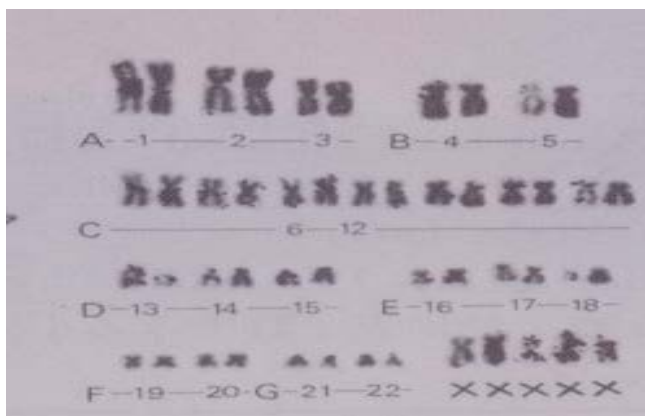 A--1——2——3- B-4——5-
C————6—12————
D-13——14——15- E-16——17—18-
F-19——20-G-21—22- XXXXX